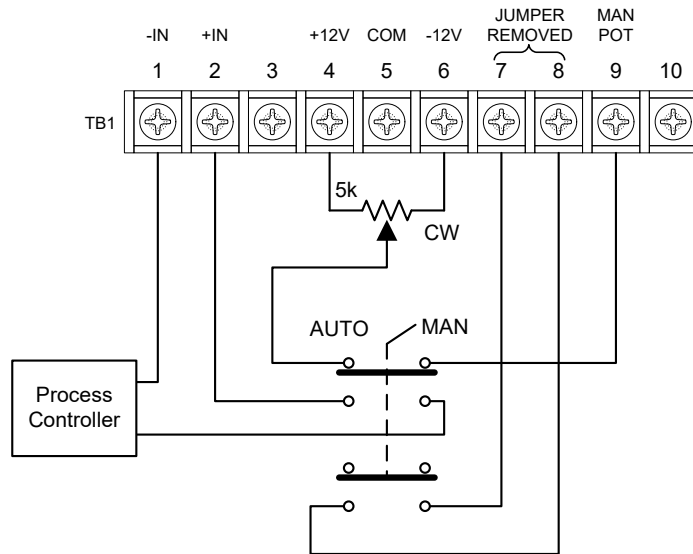 JUMPER MAN
-IN +IN +12V COM -12V REMOVED POT
1 2 3 4 5 6 7 8 9 10
TB1
5k
CW
AUTO MAN
Process
Controller